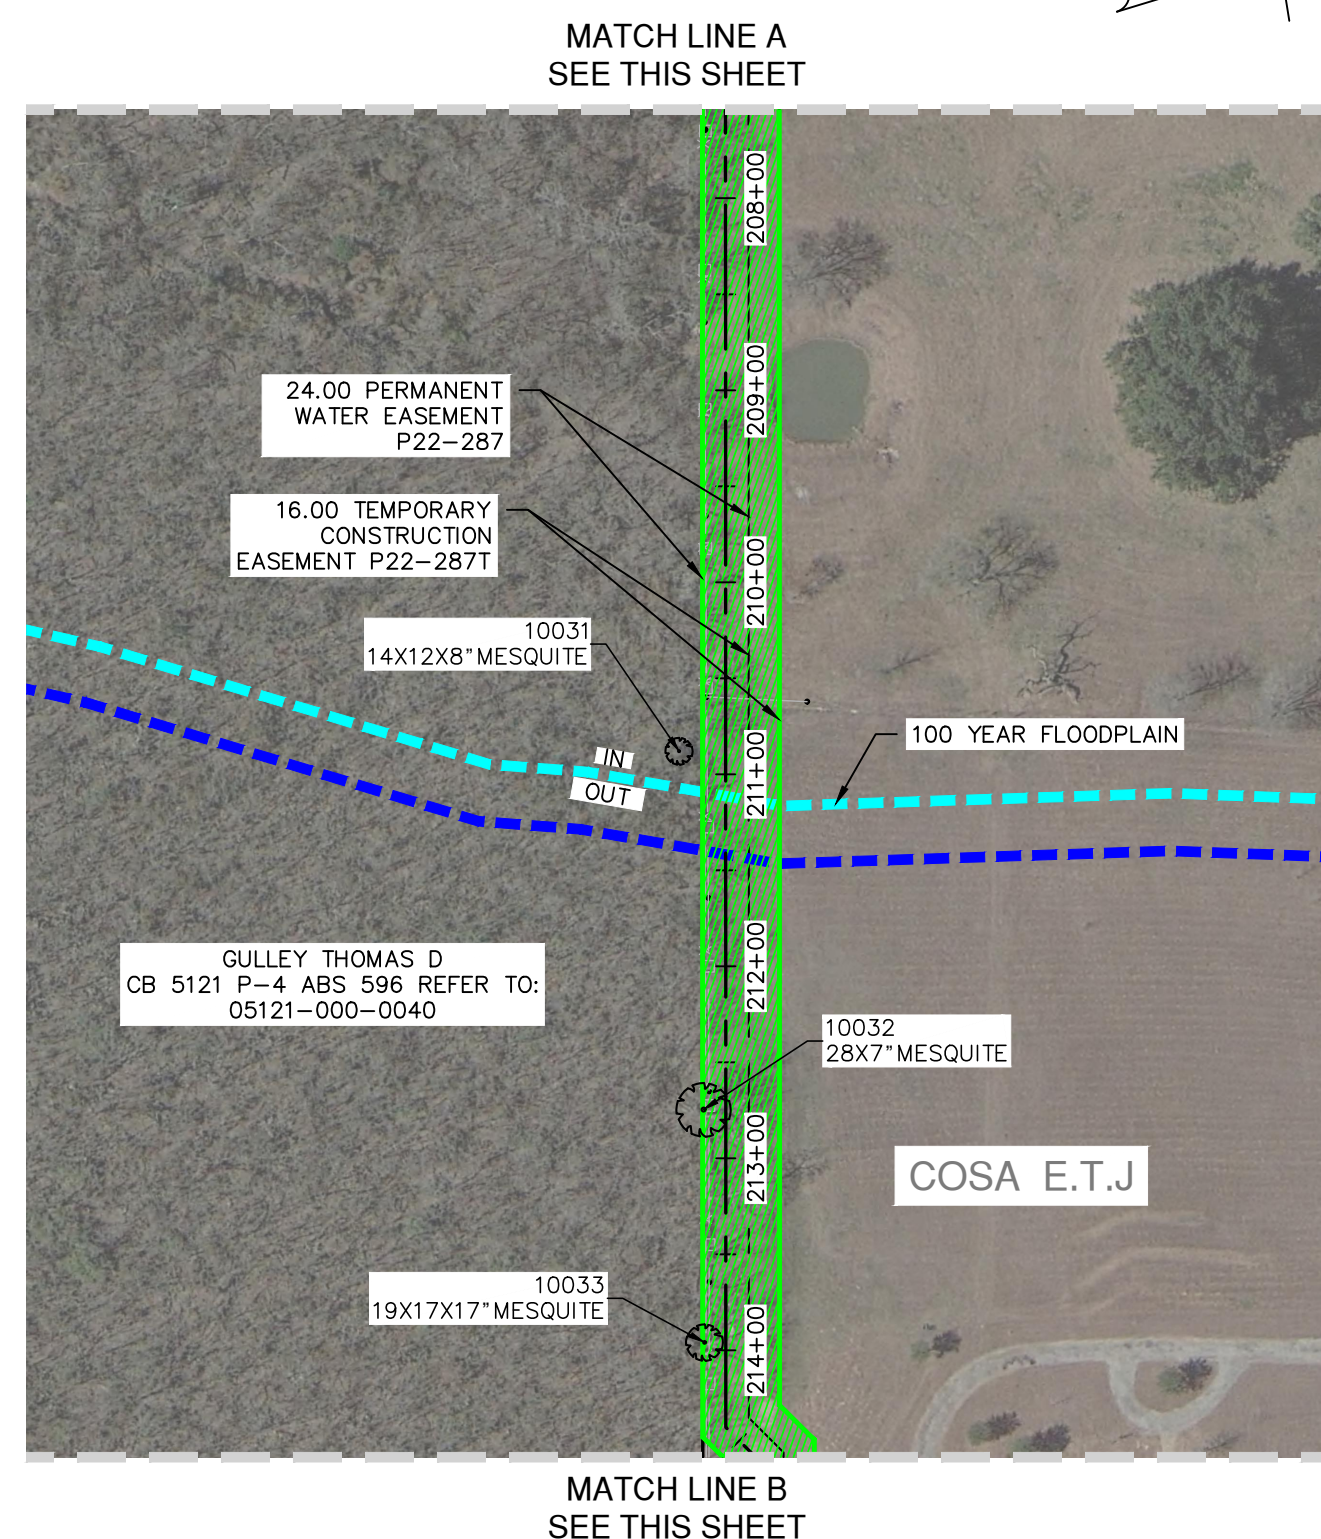 MATCH LINE A
SEE THIS SHEET
208+00
209+00
24.00 PERMANENT
WATER EASEMENT
P22-287
16.00 TEMPORARY
CONSTRUCTION
EASEMENT P22-287T
210+00
10031
14X12X8" MESQUITE
211+00
100 YEAR FLOODPLAIN
IN
OUT
212+00
GULLEY THOMAS D
CB 5121 P-4 ABS 596 REFER TO:
05121-000-0040
10032
28X7" MESQUITE
213+00
COSA E.T.J
10033
19X17X17" MESQUITE
214+00
MATCH LINE B
SEE THIS SHEET